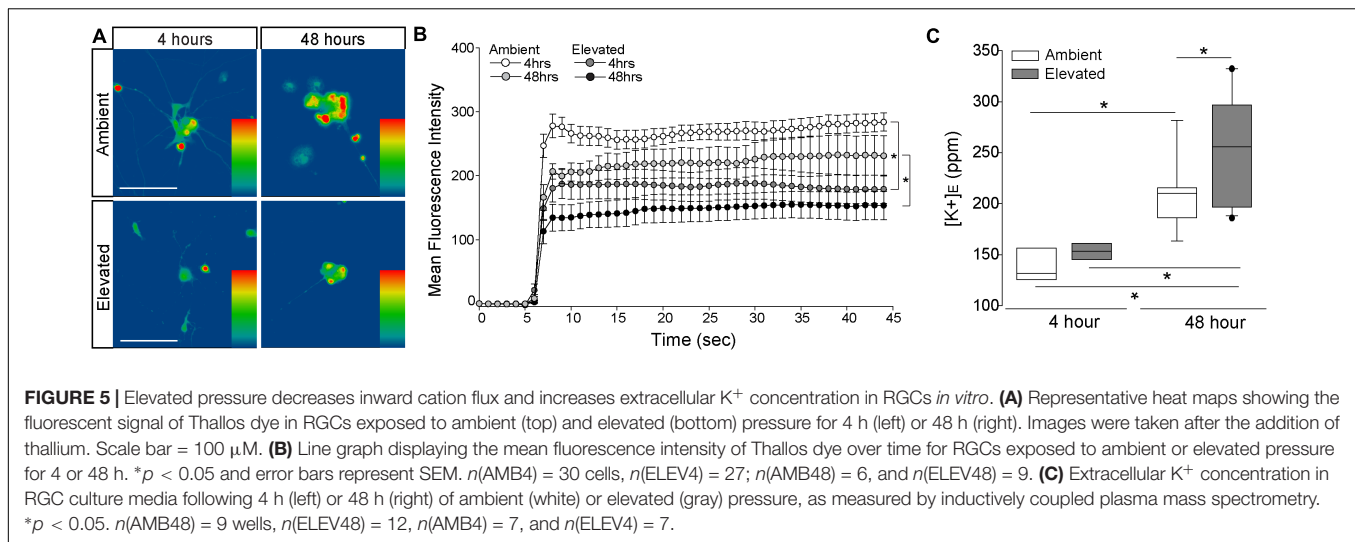 A
4 hours
48 hours
Ambient
Elevated
B
Ambient Elevated
4hrs 4hrs
48hrs 48hrs
Mean Fluorescence Intensity
400
300
200
100
0
0 5 10 15 20 25 30 35 40 45
Time (sec)
*
*
C
Ambient
Elevated
[K+]E (ppm)
350
300
250
200
150
100
*
*
*
*
4 hour 48 hour
FIGURE 5 | Elevated pressure decreases inward cation flux and increases extracellular K+ concentration in RGCs in vitro. (A) Representative heat maps showing the
fluorescent signal of Thallos dye in RGCs exposed to ambient (top) and elevated (bottom) pressure for 4 h (left) or 48 h (right). Images were taken after the addition of
thallium. Scale bar = 100 μM. (B) Line graph displaying the mean fluorescence intensity of Thallos dye over time for RGCs exposed to ambient or elevated pressure
for 4 or 48 h. *p < 0.05 and error bars represent SEM. n(AMB4) = 30 cells, n(ELEV4) = 27; n(AMB48) = 6, and n(ELEV48) = 9. (C) Extracellular K+ concentration in
RGC culture media following 4 h (left) or 48 h (right) of ambient (white) or elevated (gray) pressure, as measured by inductively coupled plasma mass spectrometry.
*p < 0.05. n(AMB48) = 9 wells, n(ELEV48) = 12, n(AMB4) = 7, and n(ELEV4) = 7.